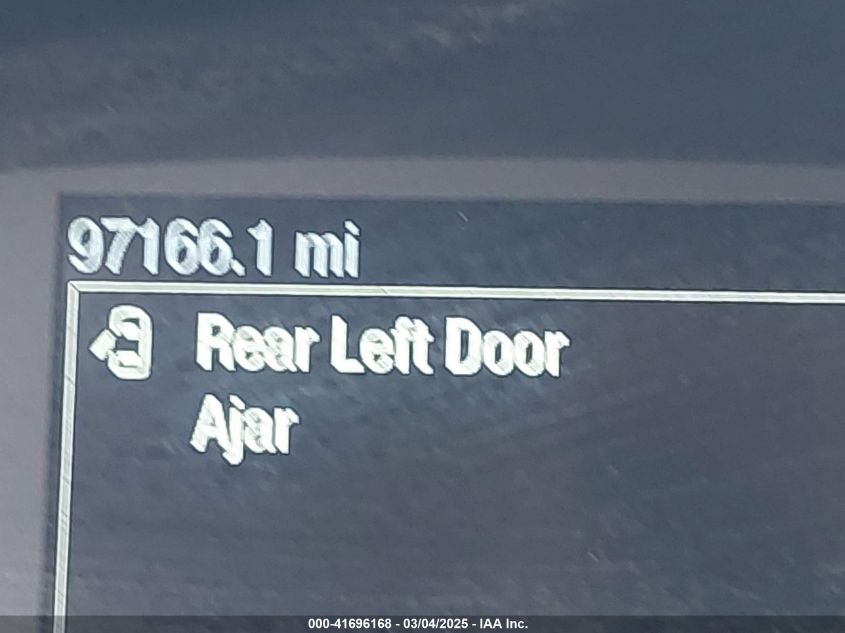 97166.1 mi
Rear Left Door
Ajar
000-41696168 - 03/04/2025 - IAA Inc.